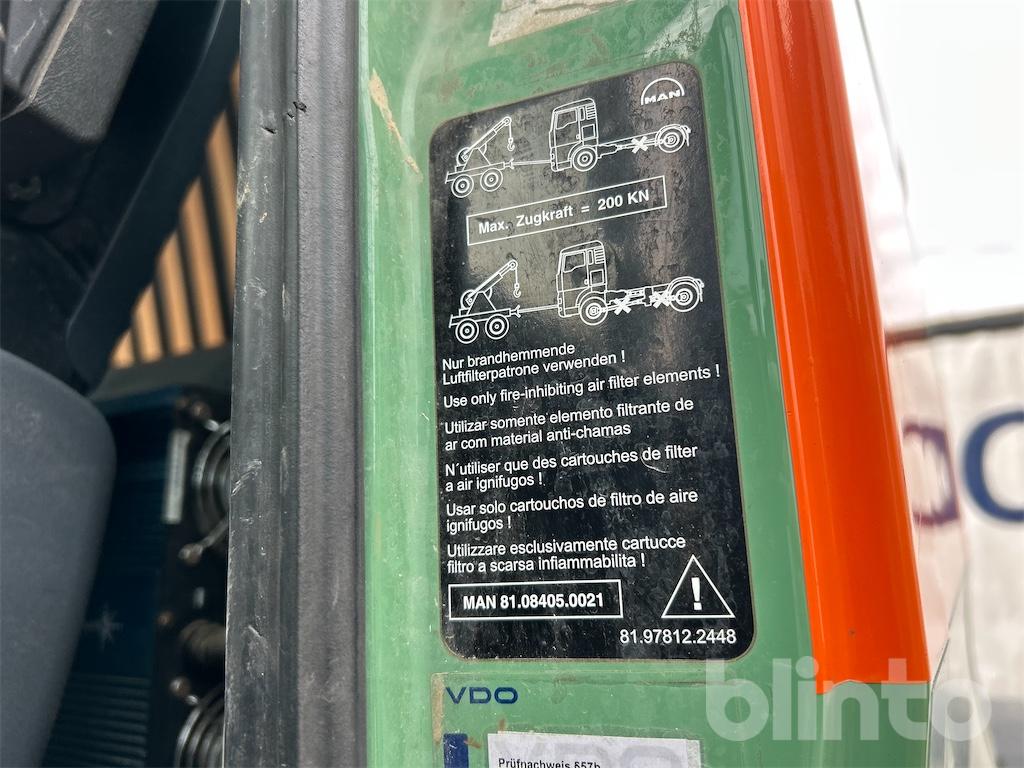 MAN
Max. Zugkraft = 200 KN
Nur brandhemmende
Luftfilterpatrone verwenden !
Use only fire-inhibiting air filter elements !
Utilizar somente elemento filtrante de
ar com material anti-chamas
N´utiliser que des cartouches de filter
a air ignifugos !
Usar solo cartouchos de filtro de aire
ignifugos !
Utilizzare esclusivamente cartucce
filtro a scarsa infiammabilita !
MAN 81.08405.0021
81.97812.2448
VDO
Prüfnachweis §57b
blinto